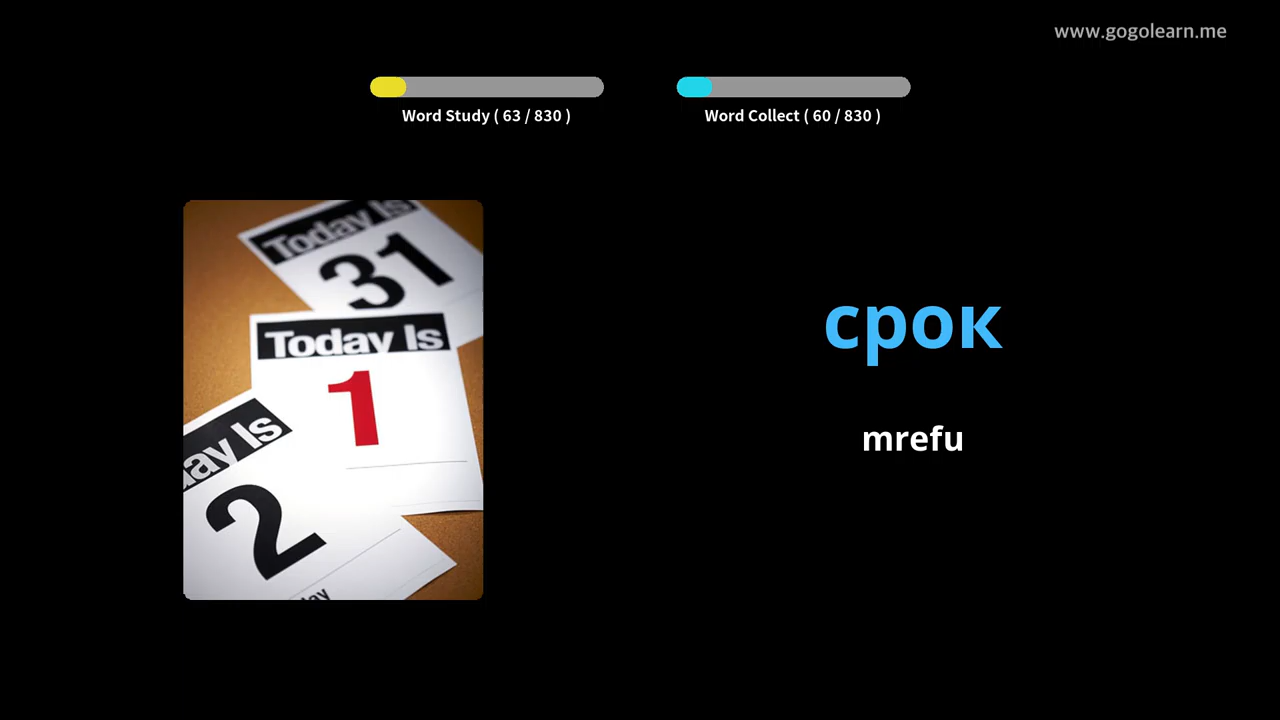 www.gogolearn.me
Word Study ( 63 / 830 )
Word Collect ( 60 / 830 )
Today Is
31
Today Is
1
ay Is
2
ay
срок
mrefu